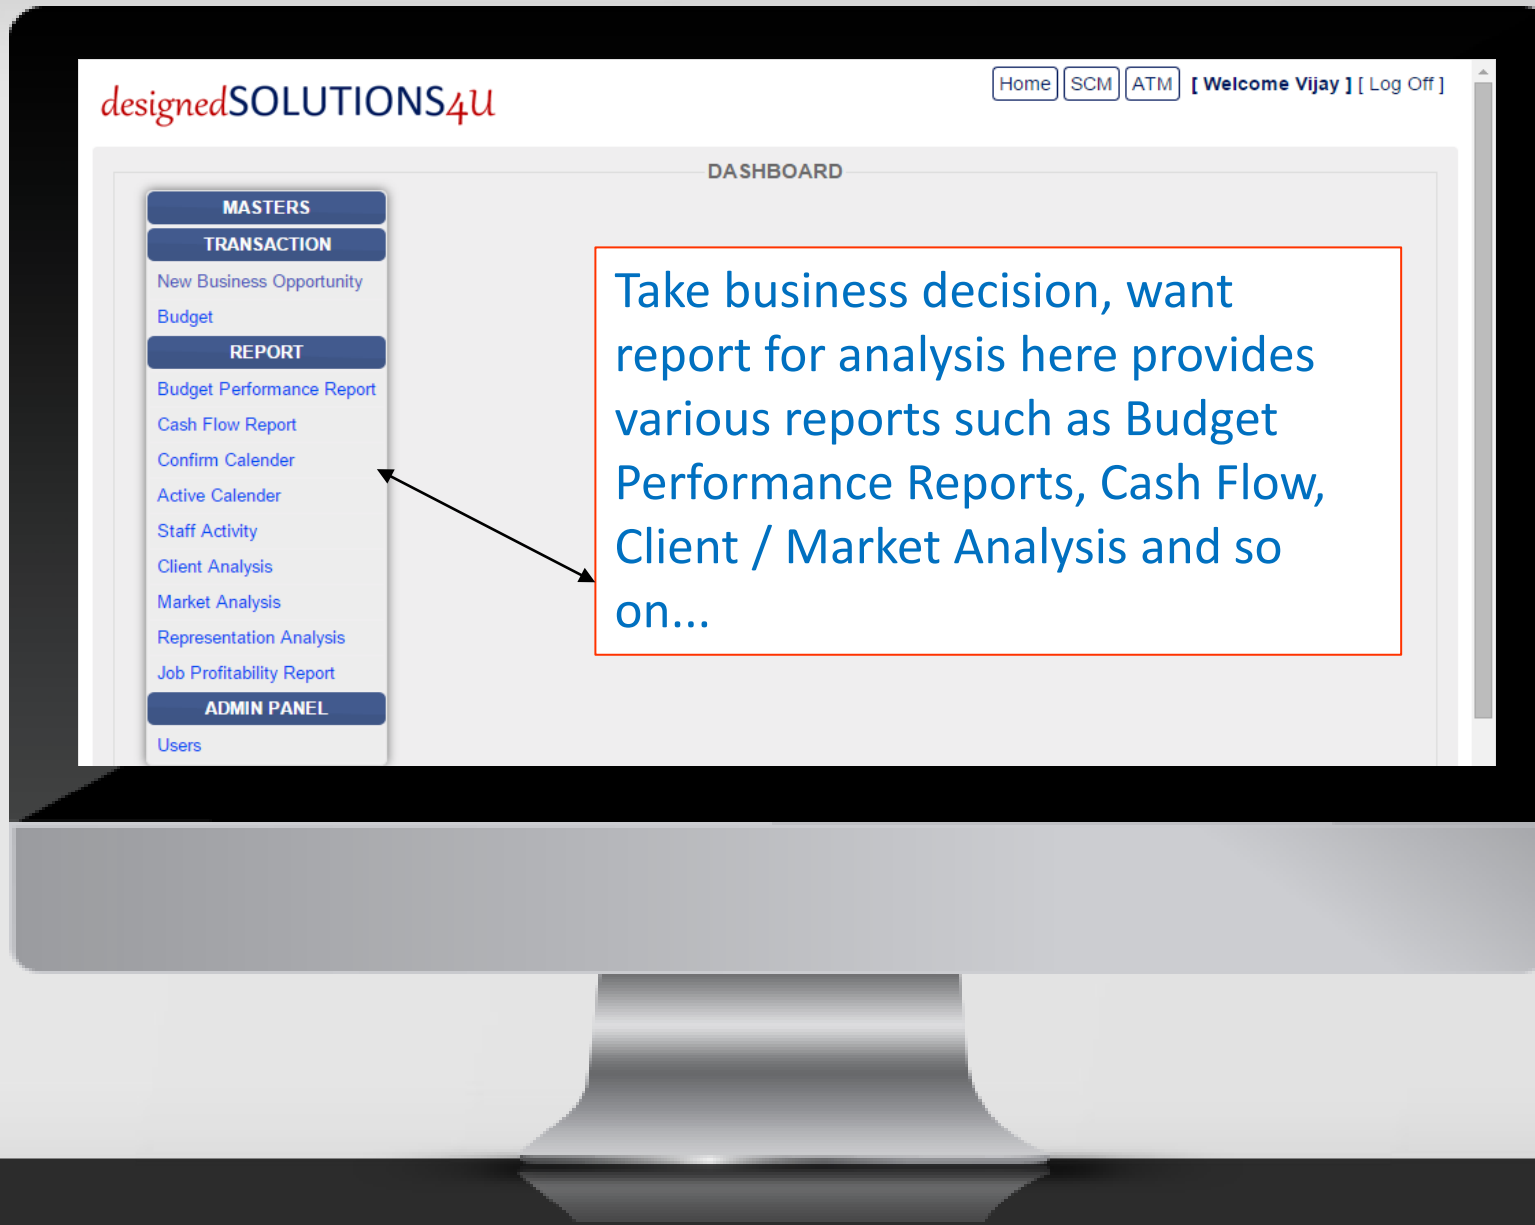 designedSOLUTIONS4U
Home SCM ATM [ Welcome Vijay ] [ Log Off ]
DASHBOARD
MASTERS
TRANSACTION
New Business Opportunity
Budget
REPORT
Budget Performance Report
Cash Flow Report
Confirm Calender
Active Calender
Staff Activity
Client Analysis
Market Analysis
Representation Analysis
Job Profitability Report
ADMIN PANEL
Users
Take business decision, want
report for analysis here provides
various reports such as Budget
Performance Reports, Cash Flow,
Client / Market Analysis and so
on...